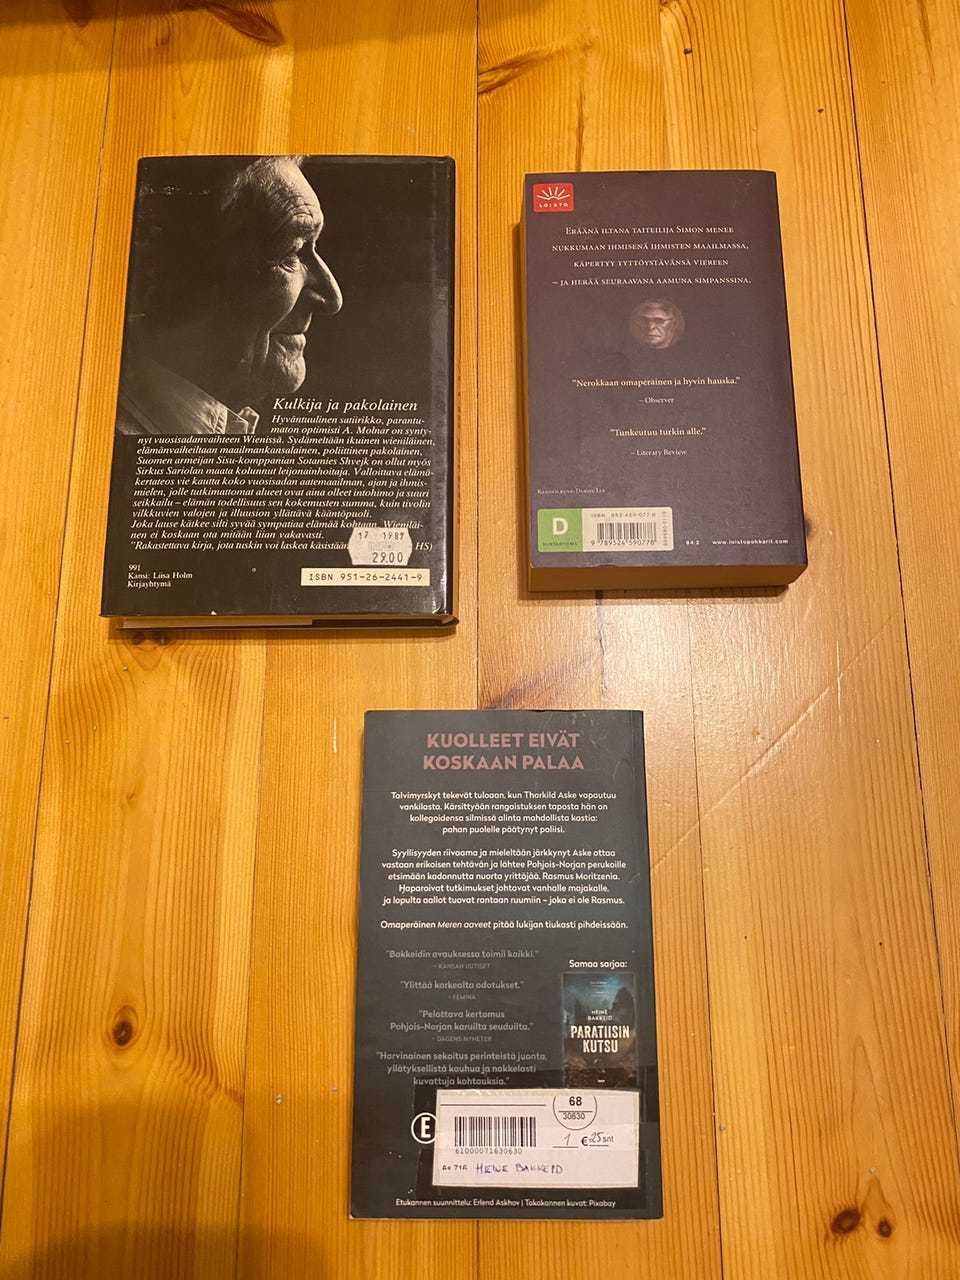 Kulkija ja pakolainen
Hyväntuulinen satiirikko, parantu-
maton optimisti A. Molnar on synty-
nyt vuosisadanvaihteen Wienissä. Sydämeltään ikuinen wieniläinen,
elämänvaiheiltaan maailmankansalainen, poliittinen pakolainen,
Suomen armeijan Sisu-komppanian Sotamies Shvejk on ollut myös
Sirkus Sariolan maata kolunnut leijonainhoitaja. Valloittava elämä-
kertateos vie kautta koko vuosisadan aatemaailman, ajan ja ihmis-
mielen, jolle tutkimattomat alueet ovat aina olleet intohimo ja suuri
seikkailu – elämän todellisuus sen kokemusten summa, kuin tivolin
vilkkuvien valojen ja illuusion yllättävä kääntöpuoli.
Joka lause kätkee silti syvää sympatiaa elämää kohtaan. Wieniläi-
nen ei koskaan ota mitään liian vakavasti.
"Rakastettava kirja, jota tuskin voi laskea käsistään HS)
17 1989
29.00
991
Kansi: Liisa Holm
Kirjayhtymä
ISBN 951-26-2441-9
LOISTO
Eräänä iltana taiteilija Simon menee
nukkumaan ihmisenä ihmisten maailmassa,
käpertyy tyttöystävänsä viereen
– ja herää seuraavana aamuna simpanssina.
"Nerokkaan omaperäinen ja hyvin hauska."
– Observer
"Tunkeutuu turkin alle."
– Literary Review
Kannen kuva: Daniel Lee
D
HINTARYHMÄ
ISBN 952-459-077-8
9 789524 590778
84.2
www.loistopokkarit.com
KUOLLEET EIVÄT
KOSKAAN PALAA
Talvimyrskyt tekevät tuloaan, kun Thorkild Aske vapautuu
vankilasta. Kärsittyään rangaistuksen taposta hän on
kollegoidensa silmissä alinta mahdollista kastia:
pahan puolelle päätynyt poliisi.
Syyllisyyden riivaama ja mieleltään järkkynyt Aske ottaa
vastaan erikoisen tehtävän ja lähtee Pohjois-Norjan perukoille
etsimään kadonnutta nuorta yrittäjää, Rasmus Moritzenia.
Haparoivat tutkimukset johtavat vanhalle majakalle,
ja lopulta aallot tuovat rantaan ruumiin – joka ei ole Rasmus.
Omaperäinen Meren aaveet pitää lukijan tiukasti pihdeissään.
"Bakkeidin avauksessa toimii kaikki."
– KANSAN UUTISET
"Ylittää korkealta odotukset."
– FEMINA
"Pelottava kertomus
Pohjois-Norjan karuilta seuduilta."
– DAGENS NYHETER
"Harvinainen sekoitus perinteistä juonta,
yllätyksellistä kauhua ja nakkelasti
kuvattuja kohtauksia."
Samaa sarjaa:
HEINE
BAKKEID
PARATIISIN
KUTSU
E
68
30630
1 €25snt
61000071630630
HEINE BAKKEID
Etukannen suunnittelu: Erlend Askhov | Takakannen kuvat: Pixabay